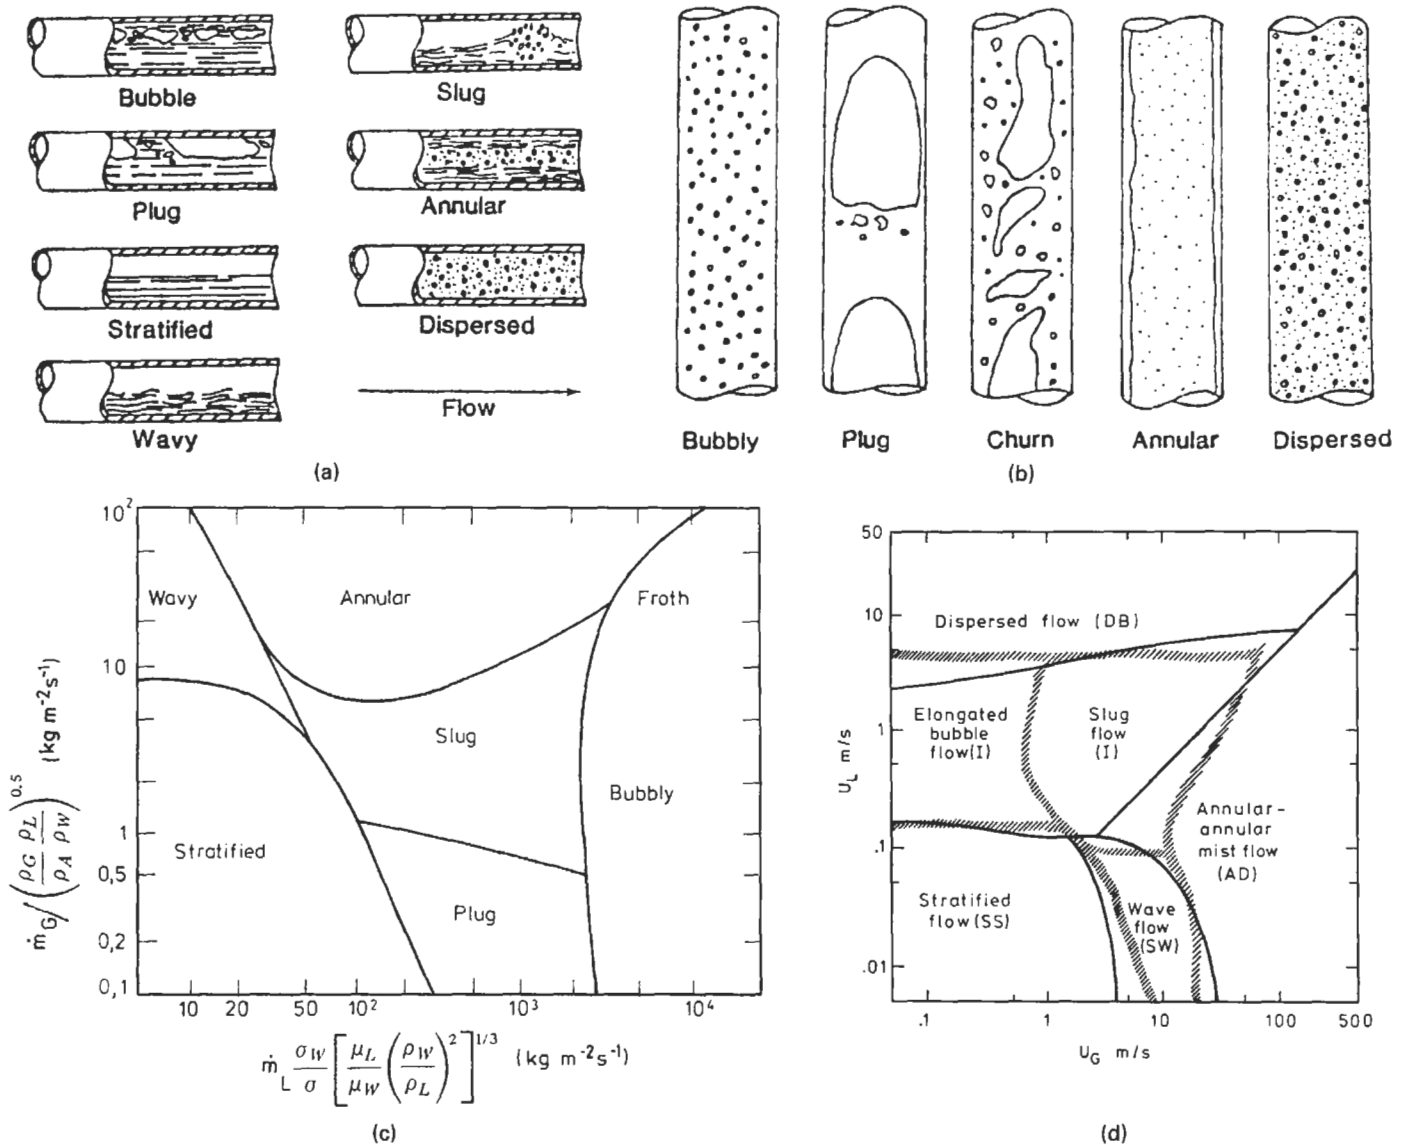 Bubble
Slug
Plug
Annular
Stratified
Dispersed
Wavy
Flow
(a)
Bubbly
Plug
Churn
Annular
Dispersed
(b)
10²
10
1
0,5
0,2
0,1
ṁ_G/(ρ_G/ρ_A ρ_L/ρ_W)^0.5 (kg m⁻²s⁻¹)
Wavy
Annular
Froth
Slug
Bubbly
Stratified
Plug
10 20 50 10² 10³ 10⁴
ṁ_L σ_W/σ [μ_L/μ_W (ρ_W/ρ_L)²]^1/3 (kg m⁻²s⁻¹)
(c)
50
10
1
.1
.01
U_L m/s
Dispersed flow (DB)
Elongated
bubble
flow(I)
Slug
flow
(I)
Annular-
annular
mist flow
(AD)
Stratified
flow(SS)
Wave
flow
(SW)
.1 1 10 100 500
U_G m/s
(d)